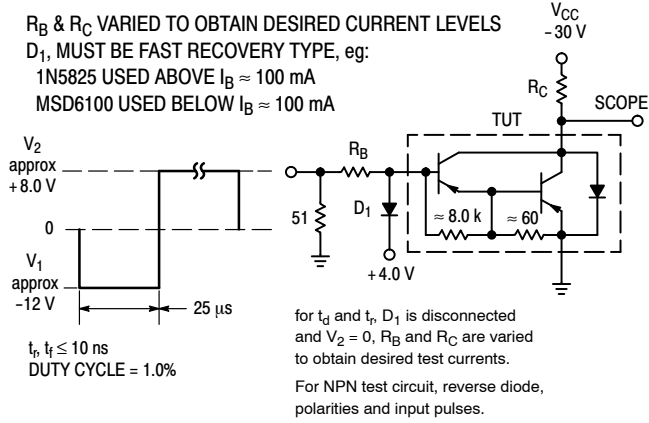 R_B & R_C VARIED TO OBTAIN DESIRED CURRENT LEVELS
D_1, MUST BE FAST RECOVERY TYPE, eg:
1N5825 USED ABOVE I_B ≈ 100 mA
MSD6100 USED BELOW I_B ≈ 100 mA
V_CC
− 30 V
R_C
SCOPE
TUT
V_2
approx
+ 8.0 V
R_B
0
51
D_1
≈ 8.0 k
≈ 60
V_1
approx
−12 V
+ 4.0 V
25 µs
t_r, t_f ≤ 10 ns
DUTY CYCLE = 1.0%
for t_d and t_r, D_1 is disconnected
and V_2 = 0, R_B and R_C are varied
to obtain desired test currents.
For NPN test circuit, reverse diode,
polarities and input pulses.